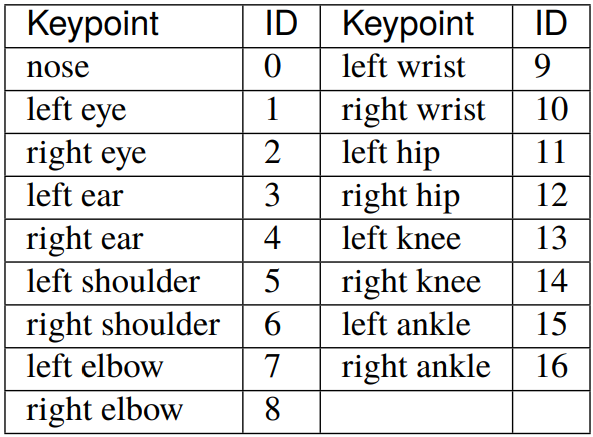 Keypoint ID Keypoint ID
nose 0 left wrist 9
left eye 1 right wrist 10
right eye 2 left hip 11
left ear 3 right hip 12
right ear 4 left knee 13
left shoulder 5 right knee 14
right shoulder 6 left ankle 15
left elbow 7 right ankle 16
right elbow 8